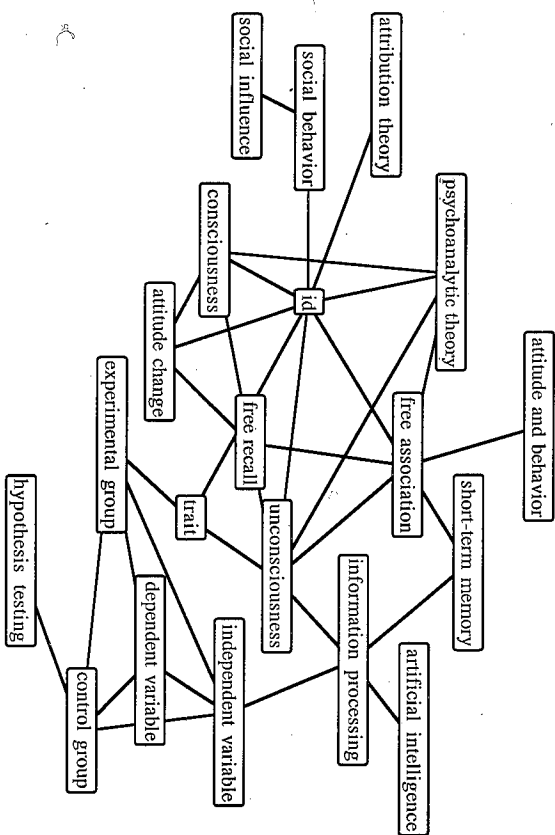 attitude and behavior
short-term memory
artificial intelligence
psychoanalytic theory
free association
information processing
attribution theory
id
unconsciousness
independent variable
social behavior
free recall
trait
dependent variable
social influence
consciousness
attitude change
experimental group
control group
hypothesis testing